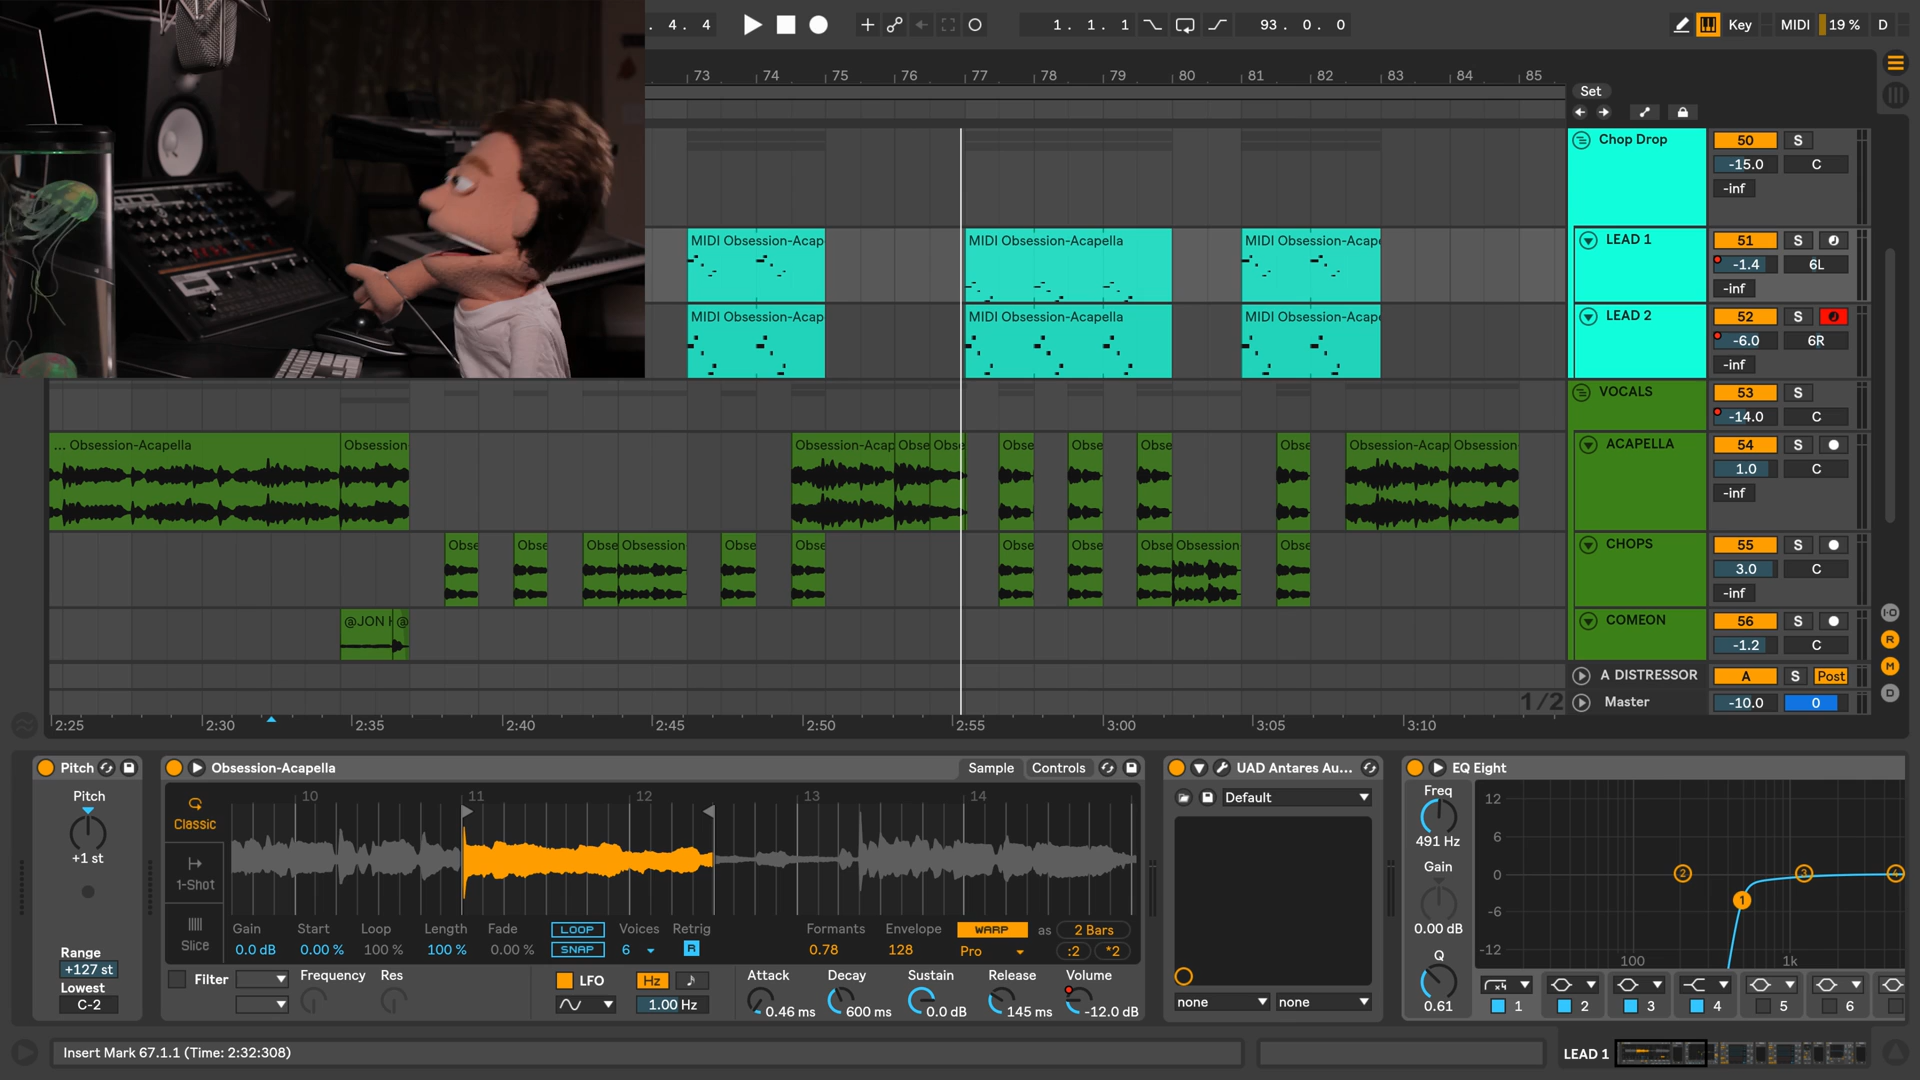 . 4 . 4
1 . 1 . 1
93 . 0 . 0
Key
MIDI
19 %
D
73 74 75 76 77 78 79 80 81 82 83 84 85
Set
Chop Drop
50 S
-15.0 C
-inf
MIDI Obsession-Acap
MIDI Obsession-Acapella
MIDI Obsession-Acape
LEAD 1
51 S
-1.4 6L
-inf
MIDI Obsession-Acap
MIDI Obsession-Acapella
MIDI Obsession-Acape
LEAD 2
52 S
-6.0 6R
-inf
VOCALS
53 S
-14.0 C
... Obsession-Acapella
Obsession
Obsession-Acap
Obse
Obse
Obse
Obse
Obse
Obse
Obsession-Acap
Obsession
ACAPELLA
54 S
1.0 C
-inf
Obse
Obse
Obse
Obsession
Obse
Obse
Obse
Obse
Obse
Obsession
Obse
CHOPS
55 S
3.0 C
-inf
@JON
@
COMEON
56 S
-1.2 C
A DISTRESSOR
A S Post
1/2
Master
-10.0 0
2:25 2:30 2:35 2:40 2:45 2:50 2:55 3:00 3:05 3:10
I·O
R
M
D
Pitch
Pitch
+1 st
Range
+127 st
Lowest
C-2
Obsession-Acapella
Sample Controls
10 11 12 13 14
Classic
1-Shot
Slice
Gain Start Loop Length Fade LOOP Voices Retrig Formants Envelope WARP as 2 Bars
0.0 dB 0.00 % 100 % 100 % 0.00 % SNAP 6 R 0.78 128 Pro :2 *2
Filter Frequency Res LFO Hz
1.00 Hz
Attack Decay Sustain Release Volume
0.46 ms 600 ms 0.0 dB 145 ms -12.0 dB
UAD Antares Au...
Default
none none
EQ Eight
Freq
491 Hz
Gain
0.00 dB
Q
0.61
12
6
0
-6
-12
100 1k
1 2 3 4
x4
1 2 3 4 5 6
Insert Mark 67.1.1 (Time: 2:32:308)
LEAD 1